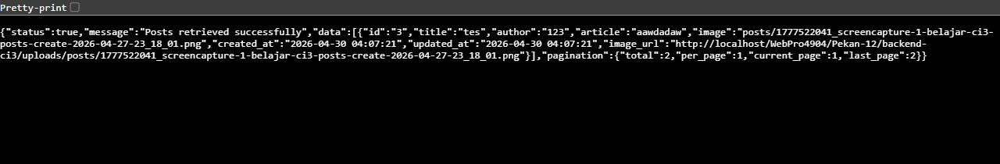 Pretty-print
{"status":true,"message":"Posts retrieved successfully","data":[{"id":"3","title":"tes","author":"123","article":"aawdadaw","image":"posts/1777522041_screencapture-1-belajar-ci3-
posts-create-2026-04-27-23_18_01.png","created_at":"2026-04-30 04:07:21","updated_at":"2026-04-30 04:07:21","image_url":"http://localhost/WebPro4904/Pekan-12/backend-
ci3/uploads/posts/1777522041_screencapture-1-belajar-ci3-posts-create-2026-04-27-23_18_01.png"}],"pagination":{"total":2,"per_page":1,"current_page":1,"last_page":2}}